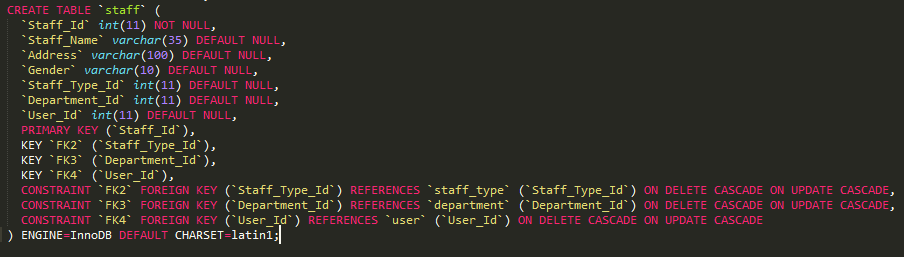 CREATE TABLE `staff` (
`Staff_Id` int(11) NOT NULL,
`Staff_Name` varchar(35) DEFAULT NULL,
`Address` varchar(100) DEFAULT NULL,
`Gender` varchar(10) DEFAULT NULL,
`Staff_Type_Id` int(11) DEFAULT NULL,
`Department_Id` int(11) DEFAULT NULL,
`User_Id` int(11) DEFAULT NULL,
PRIMARY KEY (`Staff_Id`),
KEY `FK2` (`Staff_Type_Id`),
KEY `FK3` (`Department_Id`),
KEY `FK4` (`User_Id`),
CONSTRAINT `FK2` FOREIGN KEY (`Staff_Type_Id`) REFERENCES `staff_type` (`Staff_Type_Id`) ON DELETE CASCADE ON UPDATE CASCADE,
CONSTRAINT `FK3` FOREIGN KEY (`Department_Id`) REFERENCES `department` (`Department_Id`) ON DELETE CASCADE ON UPDATE CASCADE,
CONSTRAINT `FK4` FOREIGN KEY (`User_Id`) REFERENCES `user` (`User_Id`) ON DELETE CASCADE ON UPDATE CASCADE
) ENGINE=InnoDB DEFAULT CHARSET=latin1;